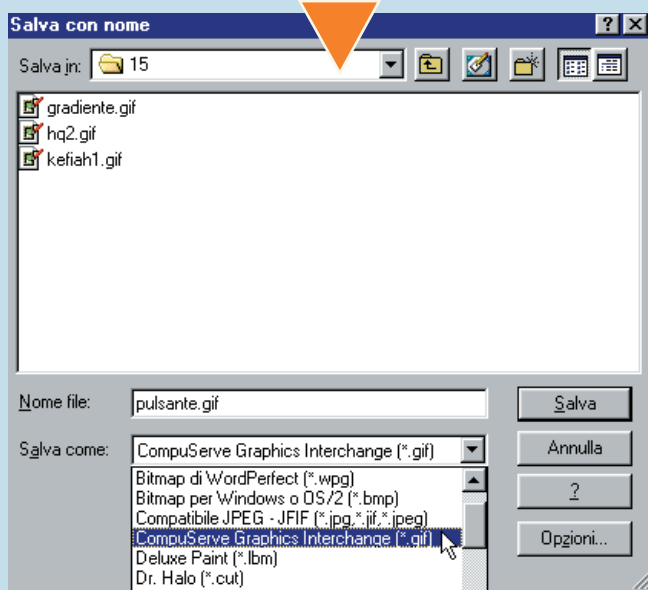 Salva con nome
Salva in: 15
gradiente.gif
hq2.gif
kefiah1.gif
Nome file: pulsante.gif Salva
Salva come: CompuServe Graphics Interchange (*.gif) Annulla
Bitmap di WordPerfect (*.wpg)
Bitmap per Windows o OS/2 (*.bmp)
?
Compatibile JPEG - JFIF (*.jpg,*.jif,*.jpeg)
CompuServe Graphics Interchange (*.gif) Opzioni...
Deluxe Paint (*.lbm)
Dr. Halo (*.cut)